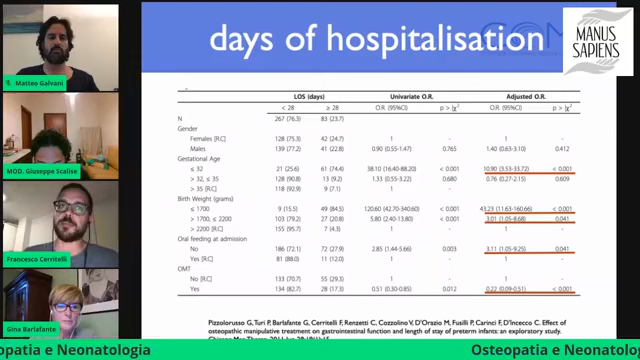 days of hospitalisation
MANUS
SAPIENS
Matteo Galvani
MOD. Giuseppe Scalise
Francesco Cerritelli
Gina Barlafante
LOS (days) Univariate O.R. Adjusted O.R.
< 28 ≥ 28 O.R. (95%CI) p > |χ² O.R. (95%CI) p > |χ²
N 267 (76.3) 83 (23.7)
Gender
Females [R.C] 128 (75.3) 42 (24.7) 1 - 1 -
Males 139 (77.2) 41 (22.8) 0.90 (0.55-1.47) 0.765 1.40 (0.63-3.10) 0.412
Gestational Age
≤ 32 21 (25.6) 61 (74.4) 38.10 (16.40-88.20) < 0.001 10.90 (3.53-33.72) < 0.001
> 32, ≤ 35 128 (90.8) 13 (9.2) 1.33 (0.55-3.22) 0.680 0.76 (0.27-2.15) 0.609
> 35 [R.C] 118 (92.9) 9 (7.1) 1 - 1 -
Birth Weight (grams)
≤ 1700 9 (15.5) 49 (84.5) 120.60 (42.70-340.60) < 0.001 43.23 (11.63-160.66) < 0.001
> 1700, ≤ 2200 103 (79.2) 27 (20.8) 5.80 (2.40-13.80) < 0.001 3.01 (1.05-8.68) 0.041
> 2200 [R.C] 155 (95.7) 7 (4.3) 1 - 1 -
Oral feeding at admission
No 186 (72.1) 72 (27.9) 2.85 (1.44-5.66) 0.003 3.11 (1.05-9.25) 0.041
Yes [R.C] 81 (88.0) 11 (12.0) 1 - 1 -
OMT
No [R.C] 133 (70.7) 55 (29.3) 1 - 1 -
Yes 134 (82.7) 28 (17.3) 0.51 (0.30-0.85) 0.012 0.22 (0.09-0.51) < 0.001
Pizzolorusso G, Turi P, Barlafante G, Cerritelli F, Renzetti C, Cozzolino V, D'Orazio M, Fusilli P, Carinci F, D'Incecco C. Effect of
osteopathic manipulative treatment on gastrointestinal function and length of stay of preterm infants: an exploratory study.
opatia e Neonatologia Osteopatia e Neonatologia